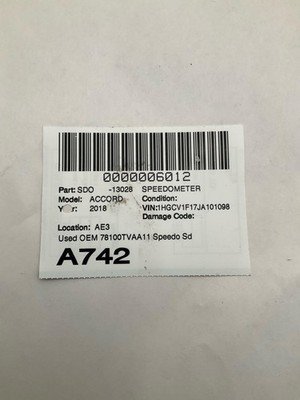 0000006012
Part: SDO -13028 SPEEDOMETER
Model: ACCORD Condition:
Year: 2018 VIN:1HGCV1F17JA101098
Damage Code:
Location: AE3
Used OEM 78100TVAA11 Speedo Sd
A742